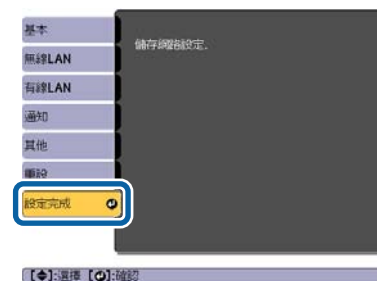 基本
無線LAN
有線LAN
通知
其他
重設
設定完成
儲存網路設定.
[◆]:選擇 [↵]:確認